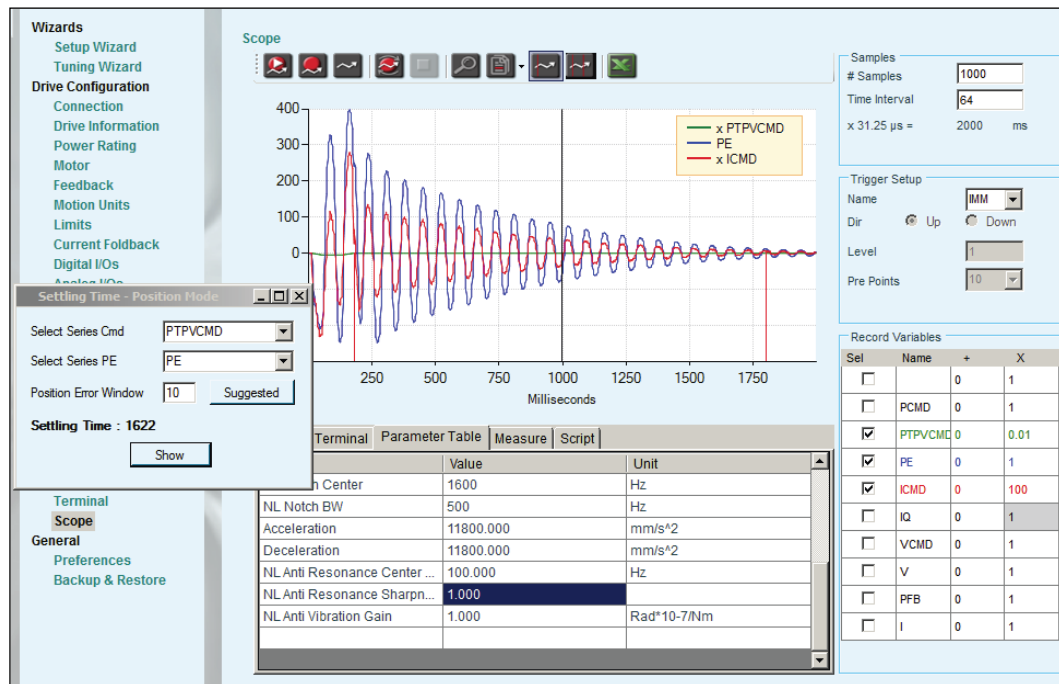 Wizards
Setup Wizard
Tuning Wizard
Drive Configuration
Connection
Drive Information
Power Rating
Motor
Feedback
Motion Units
Limits
Current Foldback
Digital I/Os
Analog I/Os
Settling Time - Position Mode
Select Series Cmd PTPVCMD
Select Series PE PE
Position Error Window 10 Suggested
Settling Time : 1622
Show
Terminal
Scope
General
Preferences
Backup & Restore
Scope
400
300
200
100
0
x PTPVCMD
PE
x ICMD
250 500 750 1000 1250 1500 1750
Milliseconds
Terminal Parameter Table Measure Script
Value Unit
Center 1600 Hz
NL Notch BW 500 Hz
Acceleration 11800.000 mm/s^2
Deceleration 11800.000 mm/s^2
NL Anti Resonance Center ... 100.000 Hz
NL Anti Resonance Sharpn... 1.000
NL Anti Vibration Gain 1.000 Rad*10-7/Nm
Samples
# Samples 1000
Time Interval 64
x 31.25 µs = 2000 ms
Trigger Setup
Name IMM
Dir Up Down
Level 1
Pre Points 10
Record Variables
Sel Name + X
0 1
PCMD 0 1
PTPVCMD 0 0.01
PE 0 1
ICMD 0 100
IQ 0 1
VCMD 0 1
V 0 1
PFB 0 1
I 0 1